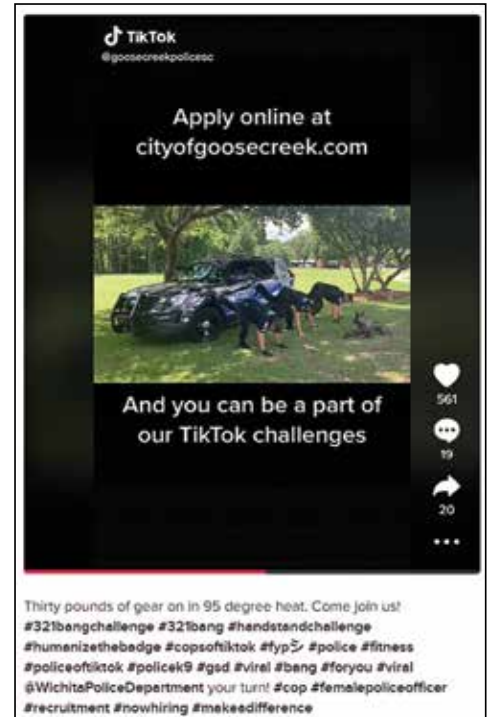 TikTok
@goosecreekpolicesc
Apply online at
cityofgoosecreek.com
And you can be a part of
our TikTok challenges
561
19
20
Thirty pounds of gear on in 95 degree heat. Come join us!
#321bangchallenge #321bang #handstandchallenge
#humanizethebadge #copsoftiktok #fypシ #police #fitness
#policeoftiktok #policek9 #gsd #viral #bang #foryou #viral
@WichitaPoliceDepartment your turn! #cop #femalepoliceofficer
#recruitment #nowhiring #makeadifference